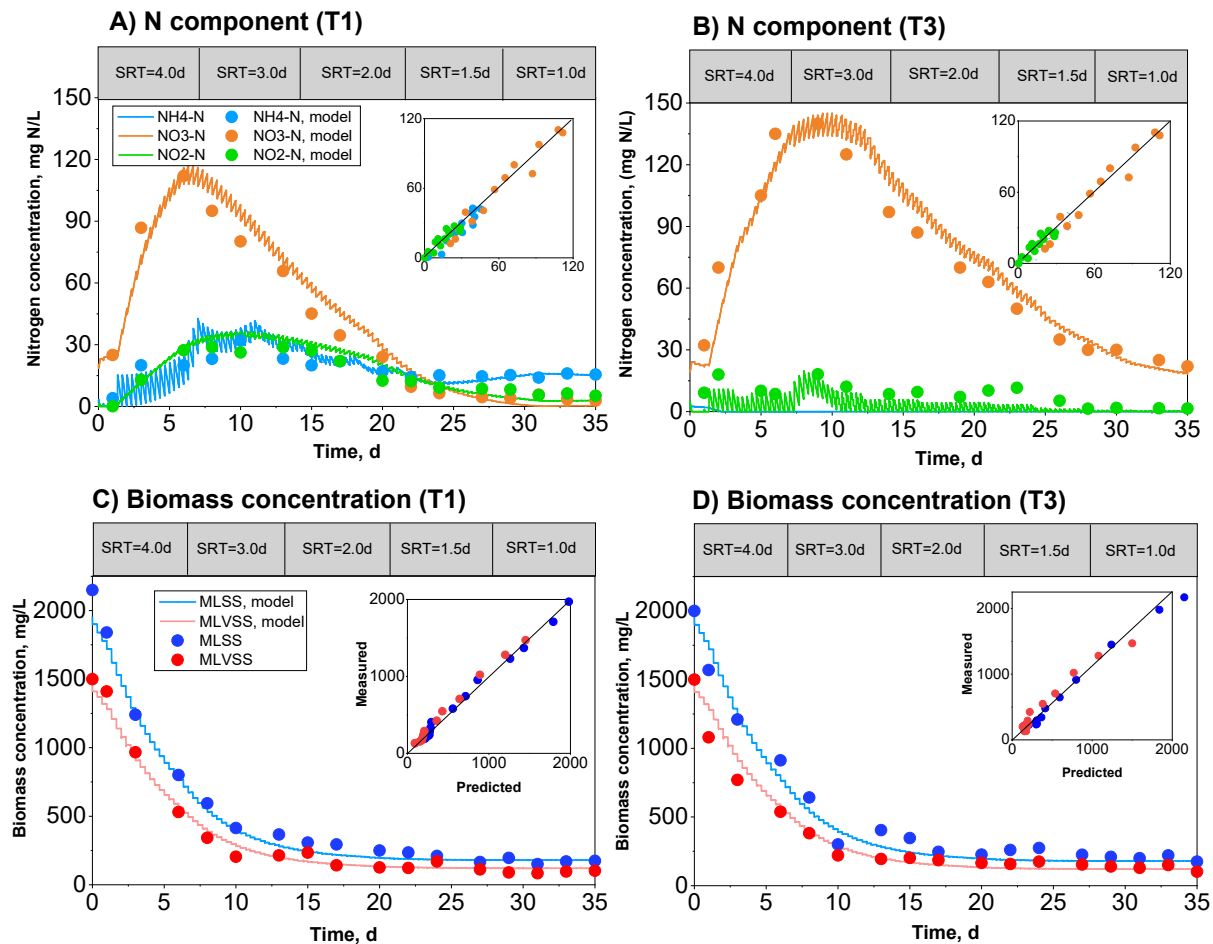 A) N component (T1)
SRT=4.0d SRT=3.0d SRT=2.0d SRT=1.5d SRT=1.0d
Nitrogen concentration, mg N/L
150
120
90
60
30
0
NH4-N NH4-N, model
NO3-N NO3-N, model
NO2-N NO2-N, model
120
60
0
0 60 120
0 5 10 15 20 25 30 35
Time, d
B) N component (T3)
SRT=4.0d SRT=3.0d SRT=2.0d SRT=1.5d SRT=1.0d
Nitrogen concentration, (mg N/L)
150
120
90
60
30
0
120
60
0
0 60 120
0 5 10 15 20 25 30 35
Time, d
C) Biomass concentration (T1)
SRT=4.0d SRT=3.0d SRT=2.0d SRT=1.5d SRT=1.0d
Biomass concentration, mg/L
2000
1500
1000
500
0
MLSS, model
MLVSS, model
MLSS
MLVSS
Measured
2000
1000
0
0 1000 2000
Predicted
0 5 10 15 20 25 30 35
Time, d
D) Biomass concentration (T3)
SRT=4.0d SRT=3.0d SRT=2.0d SRT=1.5d SRT=1.0d
Biomass concentration, mg/L
2000
1500
1000
500
0
Measured
2000
1000
0
0 1000 2000
Predicted
0 5 10 15 20 25 30 35
Time, d